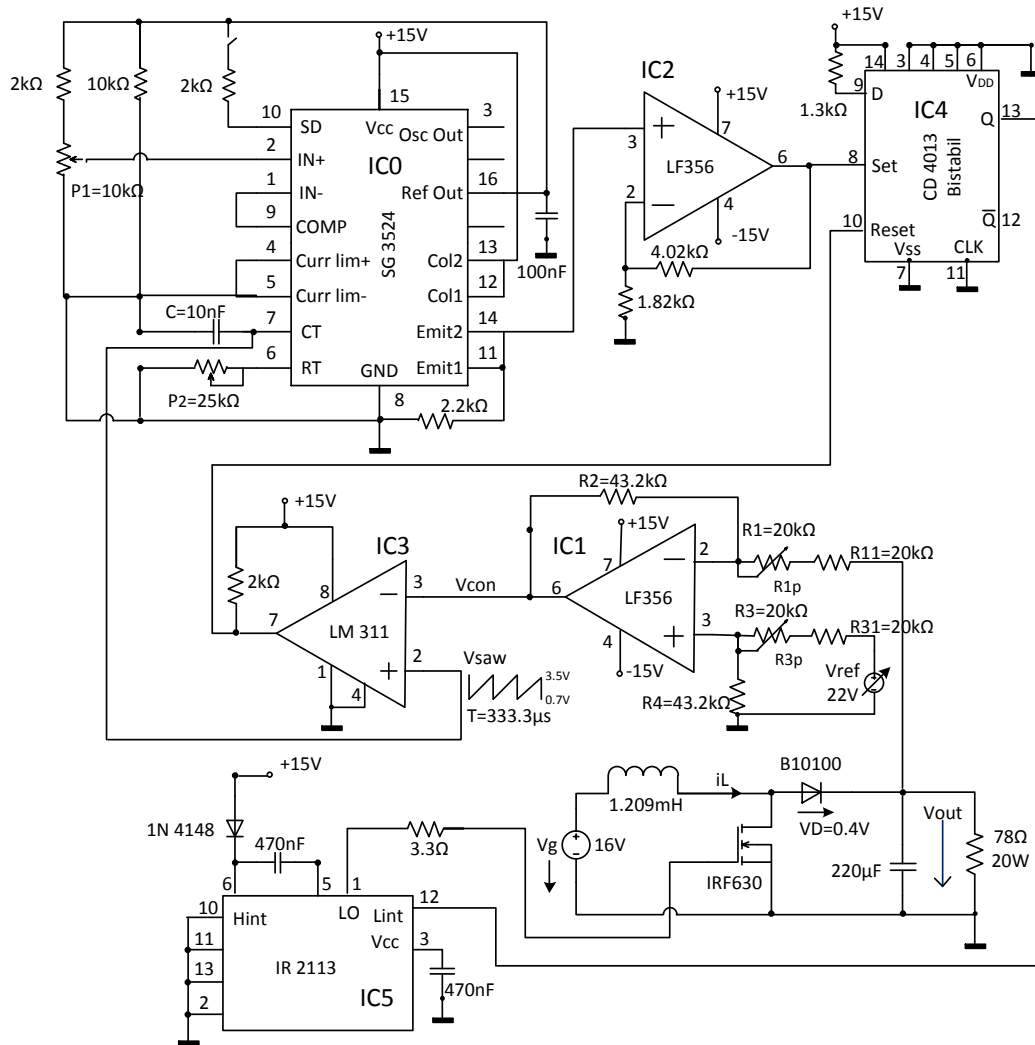 +15V
2kΩ
10kΩ
2kΩ
P1=10kΩ
C=10nF
P2=25kΩ
10
2
1
9
4
5
7
6
15
Vcc
SD
IN+
IN-
COMP
Curr lim+
Curr lim-
CT
RT
IC0
SG 3524
Osc Out
Ref Out
Col2
Col1
Emit2
Emit1
GND
8
3
16
13
12
14
11
100nF
2.2kΩ
IC2
+15V
7
3
2
LF356
6
4
-15V
4.02kΩ
1.82kΩ
+15V
1.3kΩ
14
3
4
5
6
VDD
9
D
IC4
CD 4013
Bistabil
Q
13
8
Set
10
Reset
Q
12
Vss
CLK
7
11
+15V
2kΩ
IC3
8
7
LM 311
1
4
3
2
Vcon
Vsaw
3.5V
0.7V
T=333.3µs
R2=43.2kΩ
IC1
+15V
7
6
LF356
4
-15V
2
3
R1=20kΩ
R1p
R11=20kΩ
R3=20kΩ
R3p
R31=20kΩ
R4=43.2kΩ
Vref
22V
+15V
1N 4148
470nF
6
5
1
3.3Ω
10
Hint
LO
Lint
12
11
Vcc
3
13
IR 2113
2
IC5
470nF
iL
1.209mH
B10100
VD=0.4V
Vg
16V
IRF630
220µF
Vout
78Ω
20W